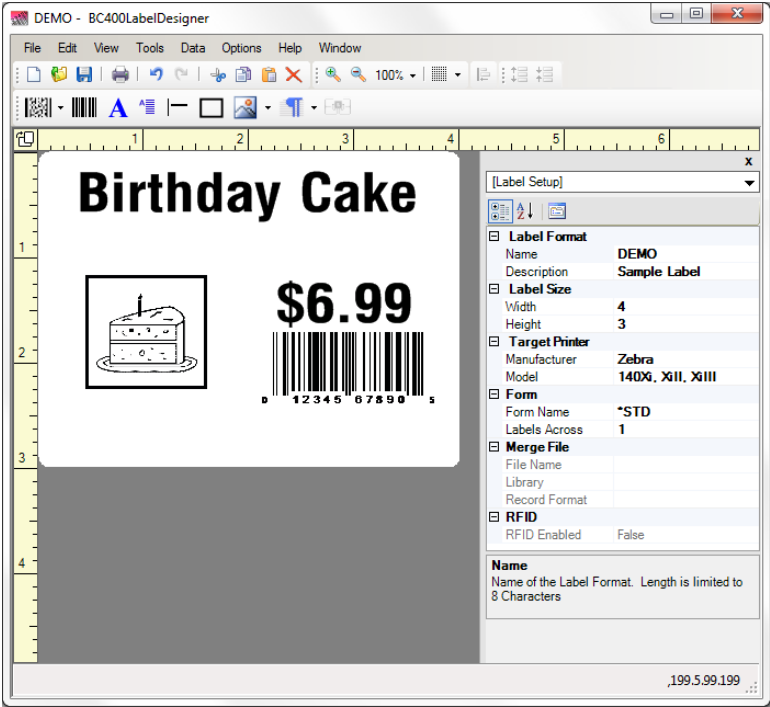 DEMO - BC400LabelDesigner
File Edit View Tools Data Options Help Window
100%
1 2 3 4 5 6
x
[Label Setup]
Birthday Cake
Label Format
Name DEMO
Description Sample Label
1
Label Size
Width 4
$6.99
Height 3
Target Printer
2
Manufacturer Zebra
Model 140Xi, XiII, XiIII
Form
0 12345 67890 5
Form Name *STD
Labels Across 1
3
Merge File
File Name
Library
Record Format
RFID
RFID Enabled False
4
Name
Name of the Label Format. Length is limited to
8 Characters
,199.5.99.199